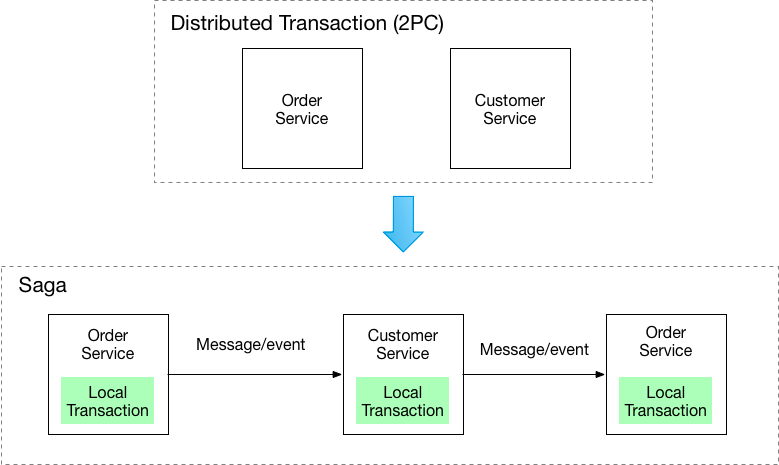 Distributed Transaction (2PC)
Order
Service
Customer
Service
Saga
Order
Service
Local
Transaction
Message/event
Customer
Service
Local
Transaction
Message/event
Order
Service
Local
Transaction